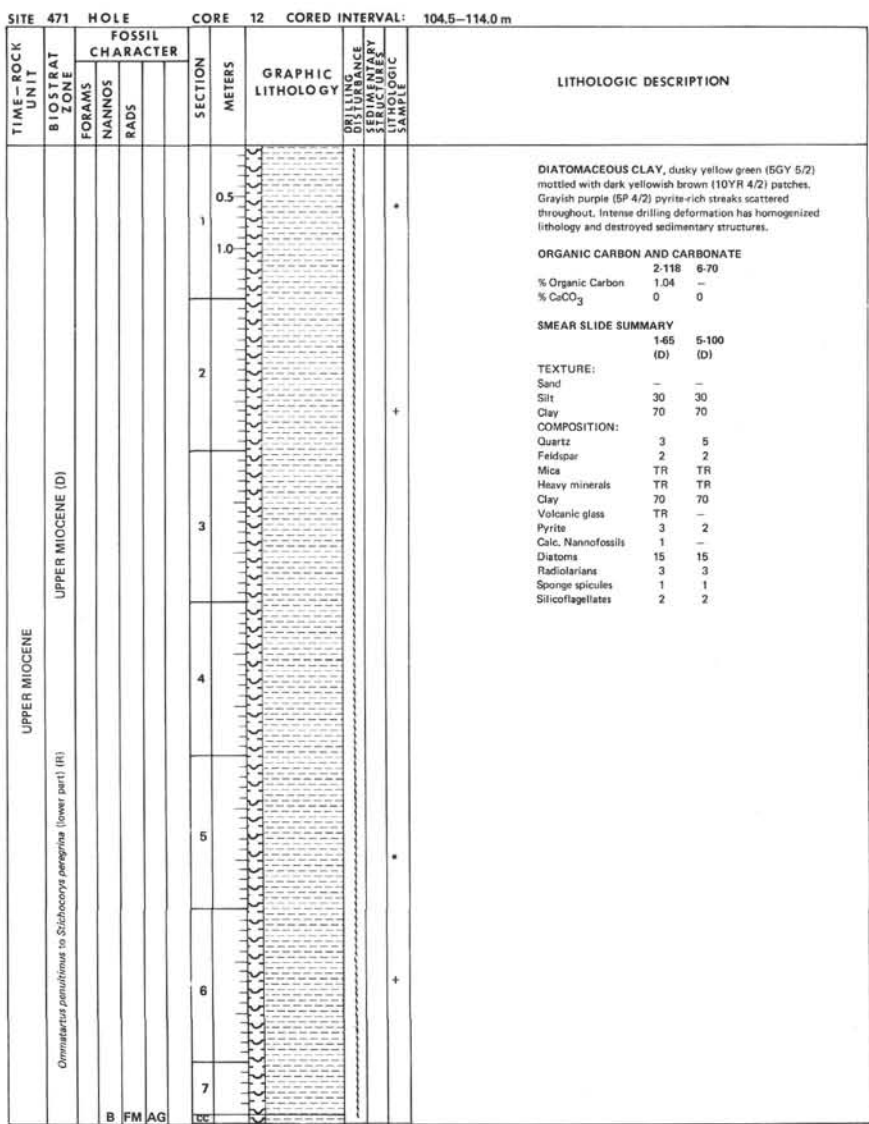 SITE 471 HOLE CORE 12 CORED INTERVAL: 104.5–114.0 m
TIME–ROCK UNIT
BIOSTRAT ZONE
FOSSIL CHARACTER
FORAMS
NANNOS
RADS
SECTION
METERS
GRAPHIC LITHOLOGY
DRILLING DISTURBANCE
SEDIMENTARY STRUCTURES
LITHOLOGIC SAMPLE
LITHOLOGIC DESCRIPTION
UPPER MIOCENE
UPPER MIOCENE (D)
Ommatartus penultimus to Stichocorys peregrina (lower part) (R)
B FM AG
0.5
1
1.0
2
3
4
5
6
7
CC
*
+
*
+
DIATOMACEOUS CLAY, dusky yellow green (5GY 5/2)
mottled with dark yellowish brown (10YR 4/2) patches.
Grayish purple (5P 4/2) pyrite-rich streaks scattered
throughout. Intense drilling deformation has homogenized
lithology and destroyed sedimentary structures.
ORGANIC CARBON AND CARBONATE
2-118 6-70
% Organic Carbon 1.04 –
% CaCO3 0 0
SMEAR SLIDE SUMMARY
1-65 5-100
(D) (D)
TEXTURE:
Sand – –
Silt 30 30
Clay 70 70
COMPOSITION:
Quartz 3 5
Feldspar 2 2
Mica TR TR
Heavy minerals TR TR
Clay 70 70
Volcanic glass TR –
Pyrite 3 2
Calc. Nannofossils 1 –
Diatoms 15 15
Radiolarians 3 3
Sponge spicules 1 1
Silicoflagellates 2 2